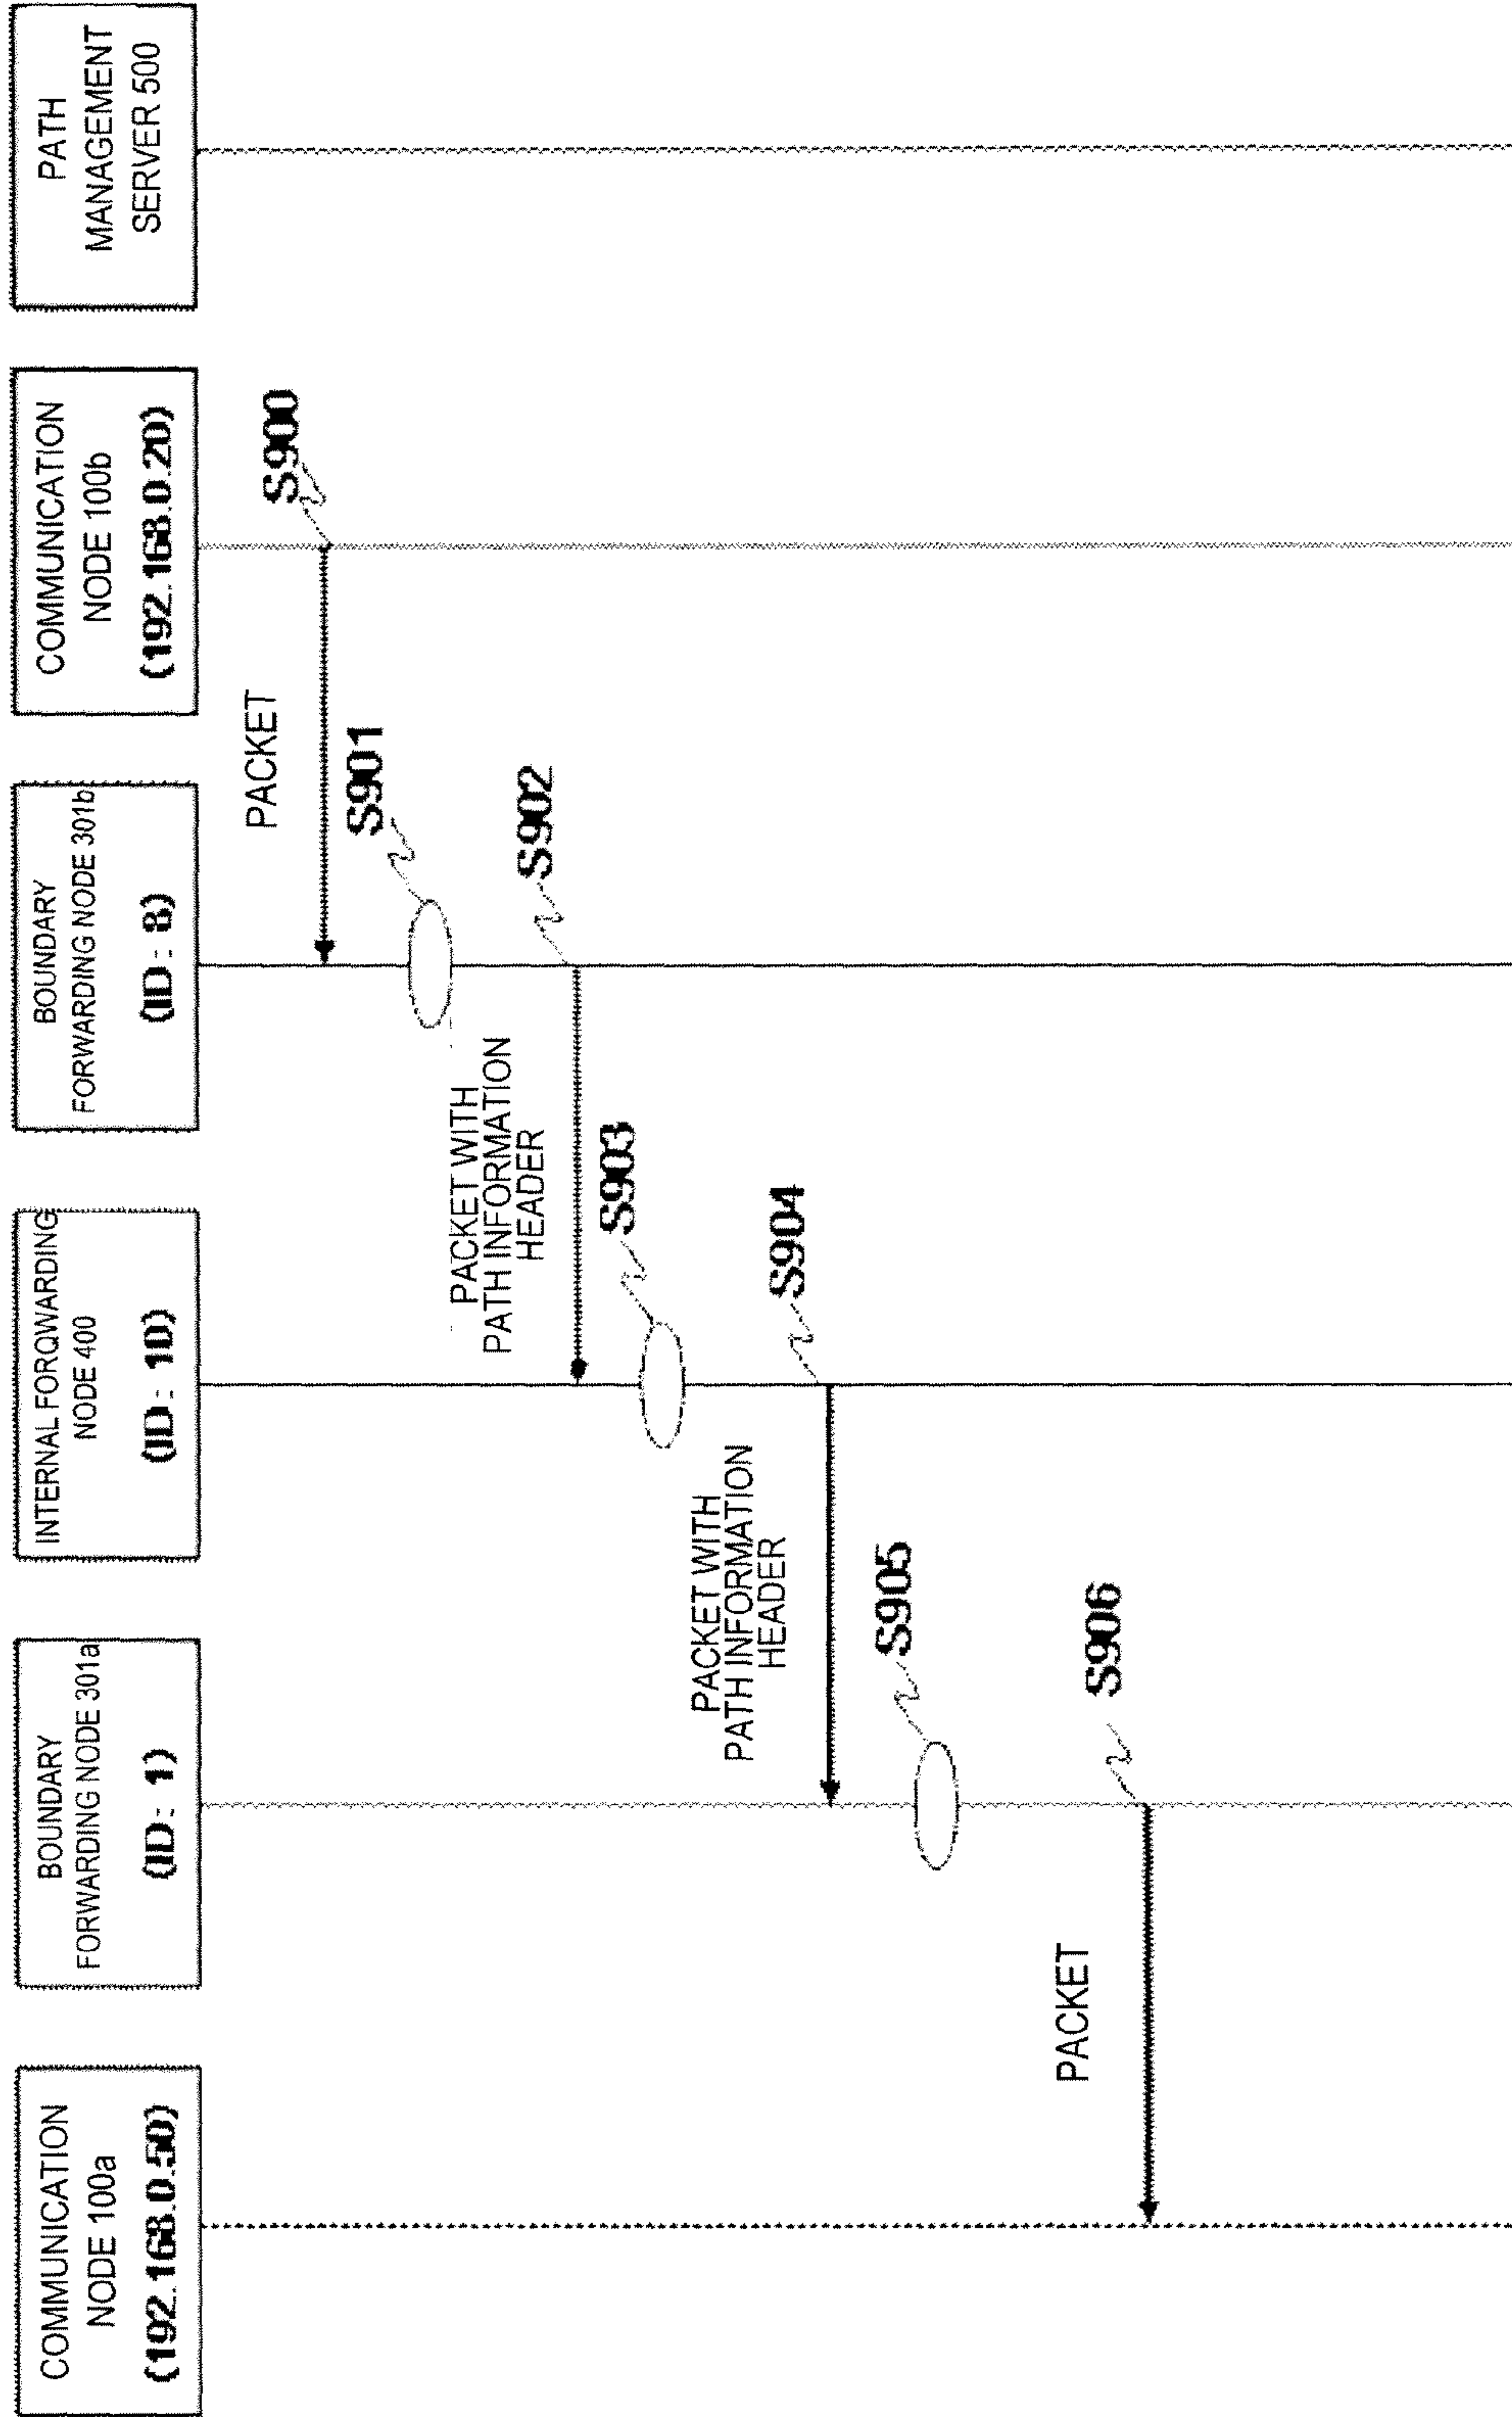 COMMUNICATION
NODE 100a
(192.168.0.50)
BOUNDARY
FORWARDING NODE 301a
(ID: 1)
INTERNAL FORQWARDING
NODE 400
(ID: 10)
BOUNDARY
FORWARDING NODE 301b
(ID: 8)
COMMUNICATION
NODE 100b
(192.168.0.20)
PATH
MANAGEMENT
SERVER 500
S900
PACKET
S901
S902
PACKET WITH
PATH INFORMATION
HEADER
S903
S904
PACKET WITH
PATH INFORMATION
HEADER
S905
S906
PACKET